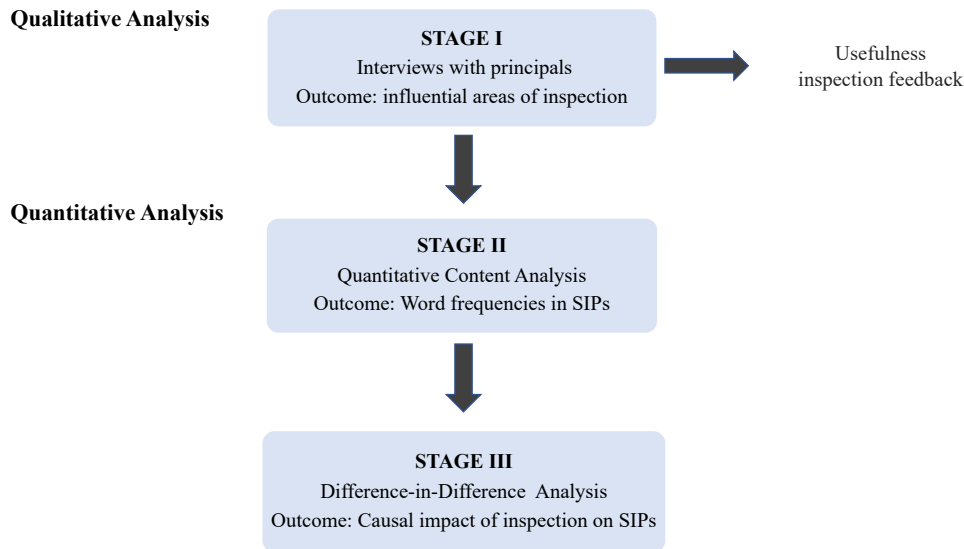 Qualitative Analysis
STAGE I
Interviews with principals
Outcome: influential areas of inspection
Usefulness
inspection feedback
Quantitative Analysis
STAGE II
Quantitative Content Analysis
Outcome: Word frequencies in SIPs
STAGE III
Difference-in-Difference Analysis
Outcome: Causal impact of inspection on SIPs